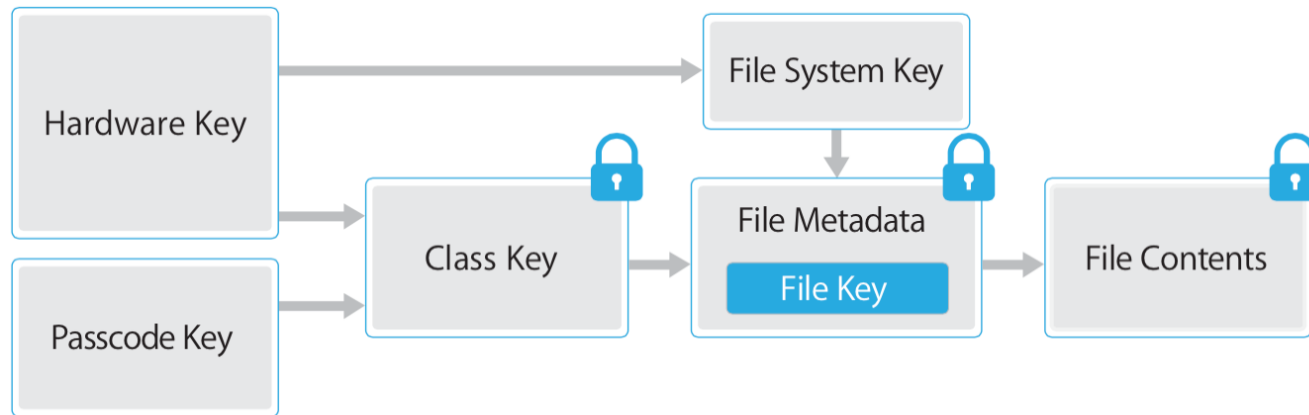 Hardware Key
File System Key
Class Key
File Metadata
File Key
File Contents
Passcode Key